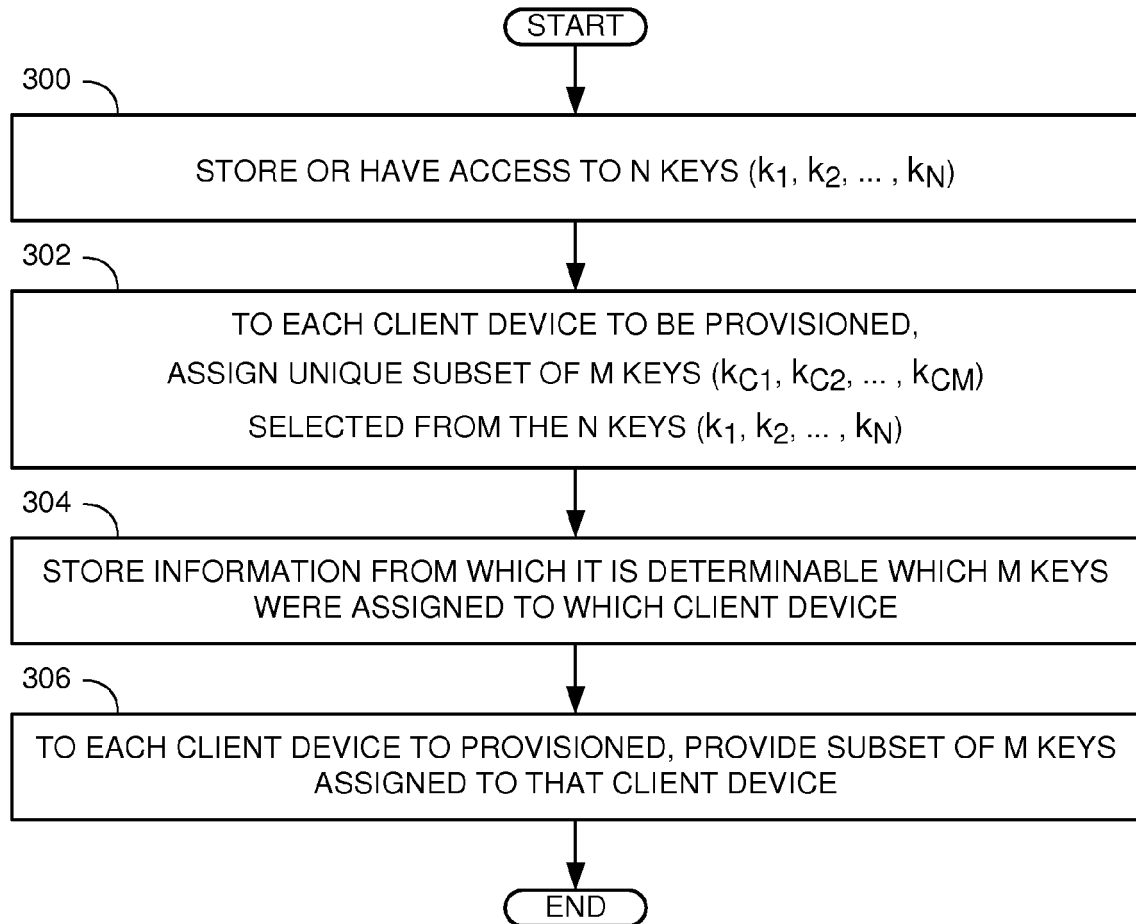 START
300
STORE OR HAVE ACCESS TO N KEYS (k1, k2, ... , kN)
302
TO EACH CLIENT DEVICE TO BE PROVISIONED,
ASSIGN UNIQUE SUBSET OF M KEYS (kC1, kC2, ... , kCM)
SELECTED FROM THE N KEYS (k1, k2, ... , kN)
304
STORE INFORMATION FROM WHICH IT IS DETERMINABLE WHICH M KEYS
WERE ASSIGNED TO WHICH CLIENT DEVICE
306
TO EACH CLIENT DEVICE TO PROVISIONED, PROVIDE SUBSET OF M KEYS
ASSIGNED TO THAT CLIENT DEVICE
END